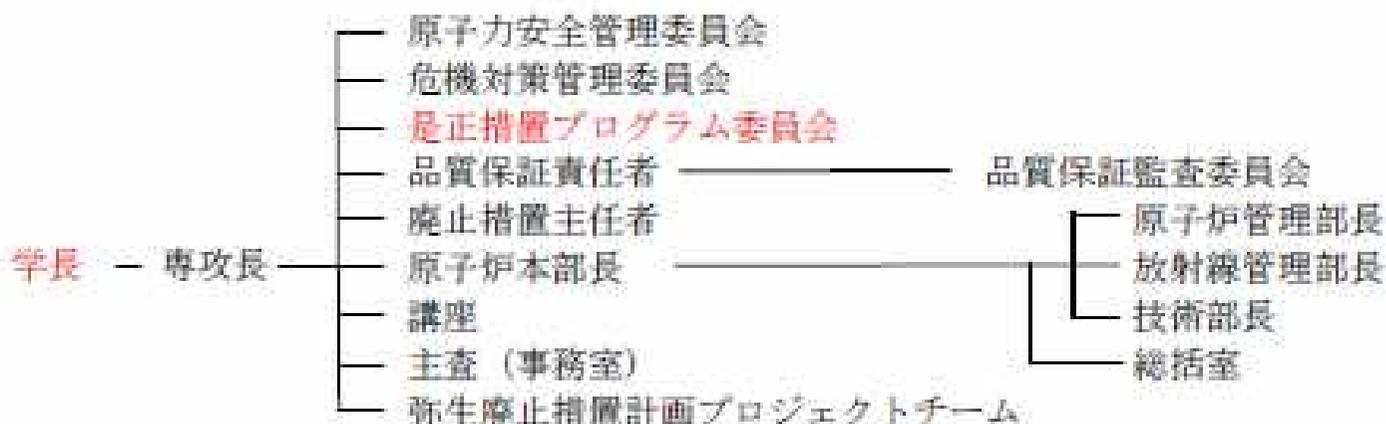 原子力安全管理委員会
危機対策管理委員会
是正措置プログラム委員会
品質保証責任者 品質保証監査委員会
廃止措置主任者 原子炉管理部長
学長 専攻長 原子炉本部長 放射線管理部長
講座 技術部長
主査（事務室） 総括室
弥生廃止措置計画プロジェクトチーム